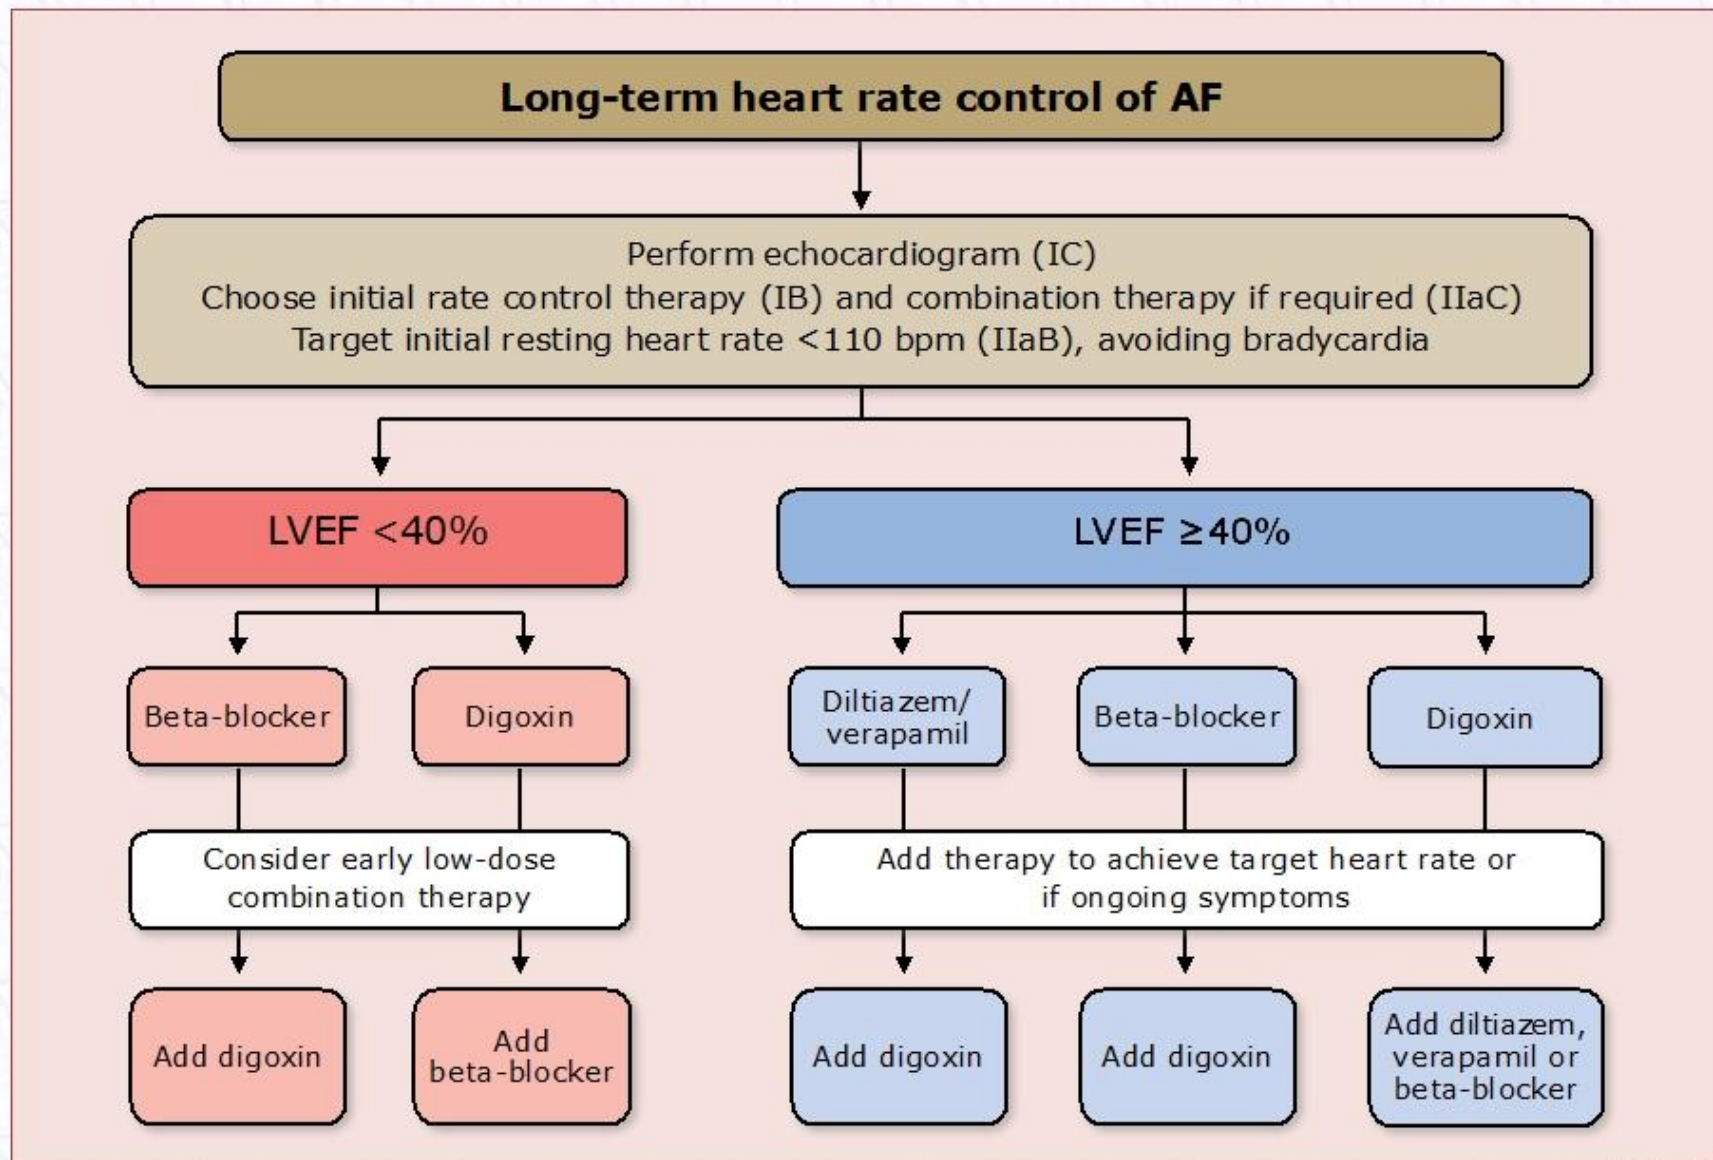 Long-term heart rate control of AF
Perform echocardiogram (IC)
Choose initial rate control therapy (IB) and combination therapy if required (IIaC)
Target initial resting heart rate <110 bpm (IIaB), avoiding bradycardia
LVEF <40%
LVEF ≥40%
Beta-blocker
Digoxin
Diltiazem/
verapamil
Beta-blocker
Digoxin
Consider early low-dose
combination therapy
Add therapy to achieve target heart rate or
if ongoing symptoms
Add digoxin
Add
beta-blocker
Add digoxin
Add digoxin
Add diltiazem,
verapamil or
beta-blocker